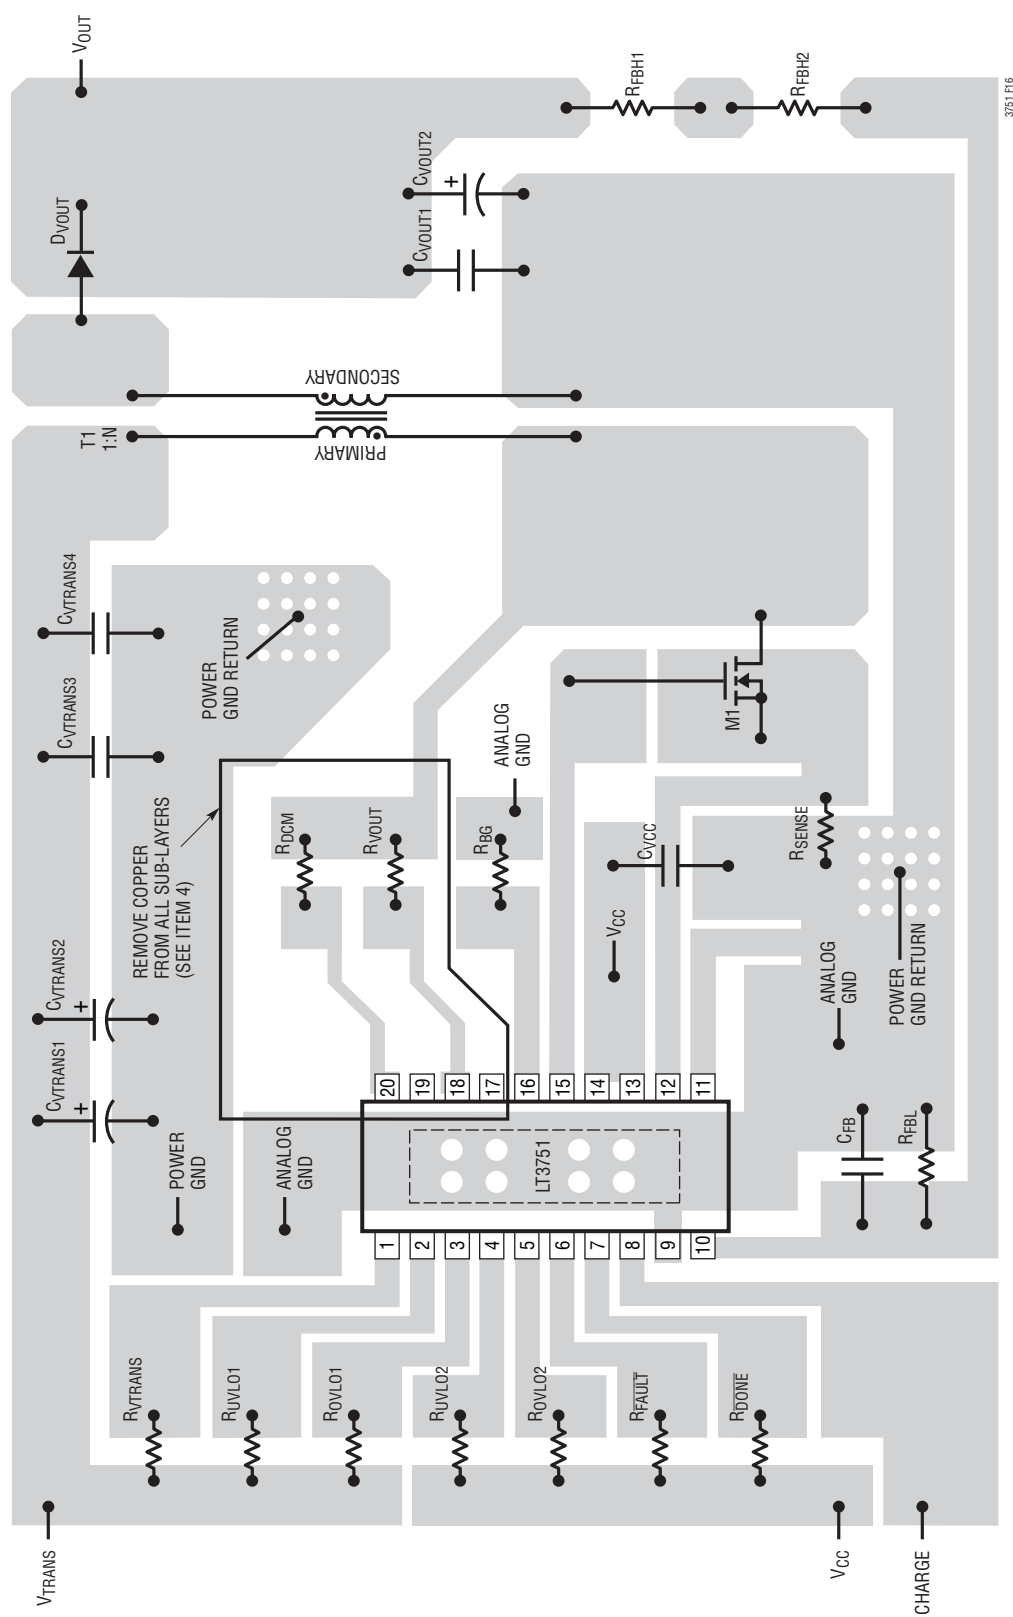 VOUT
DVOUT
CVOUT2
+
CVOUT1
RFBH1
RFBH2
3751 F16
T1
1:N
PRIMARY
SECONDARY
CVTRANS4
CVTRANS3
CVTRANS2
+
CVTRANS1
+
POWER
GND RETURN
REMOVE COPPER
FROM ALL SUB-LAYERS
(SEE ITEM 4)
RDCM
RVOUT
RBG
ANALOG
GND
M1
RSENSE
CVCC
VCC
ANALOG
GND
POWER
GND RETURN
CFB
RFBL
POWER
GND
ANALOG
GND
20
19
18
17
16
15
14
13
12
11
LT3751
1
2
3
4
5
6
7
8
9
10
RVTRANS
RUVLO1
ROVLO1
RUVLO2
ROVLO2
RFAULT
RDONE
VTRANS
VCC
CHARGE